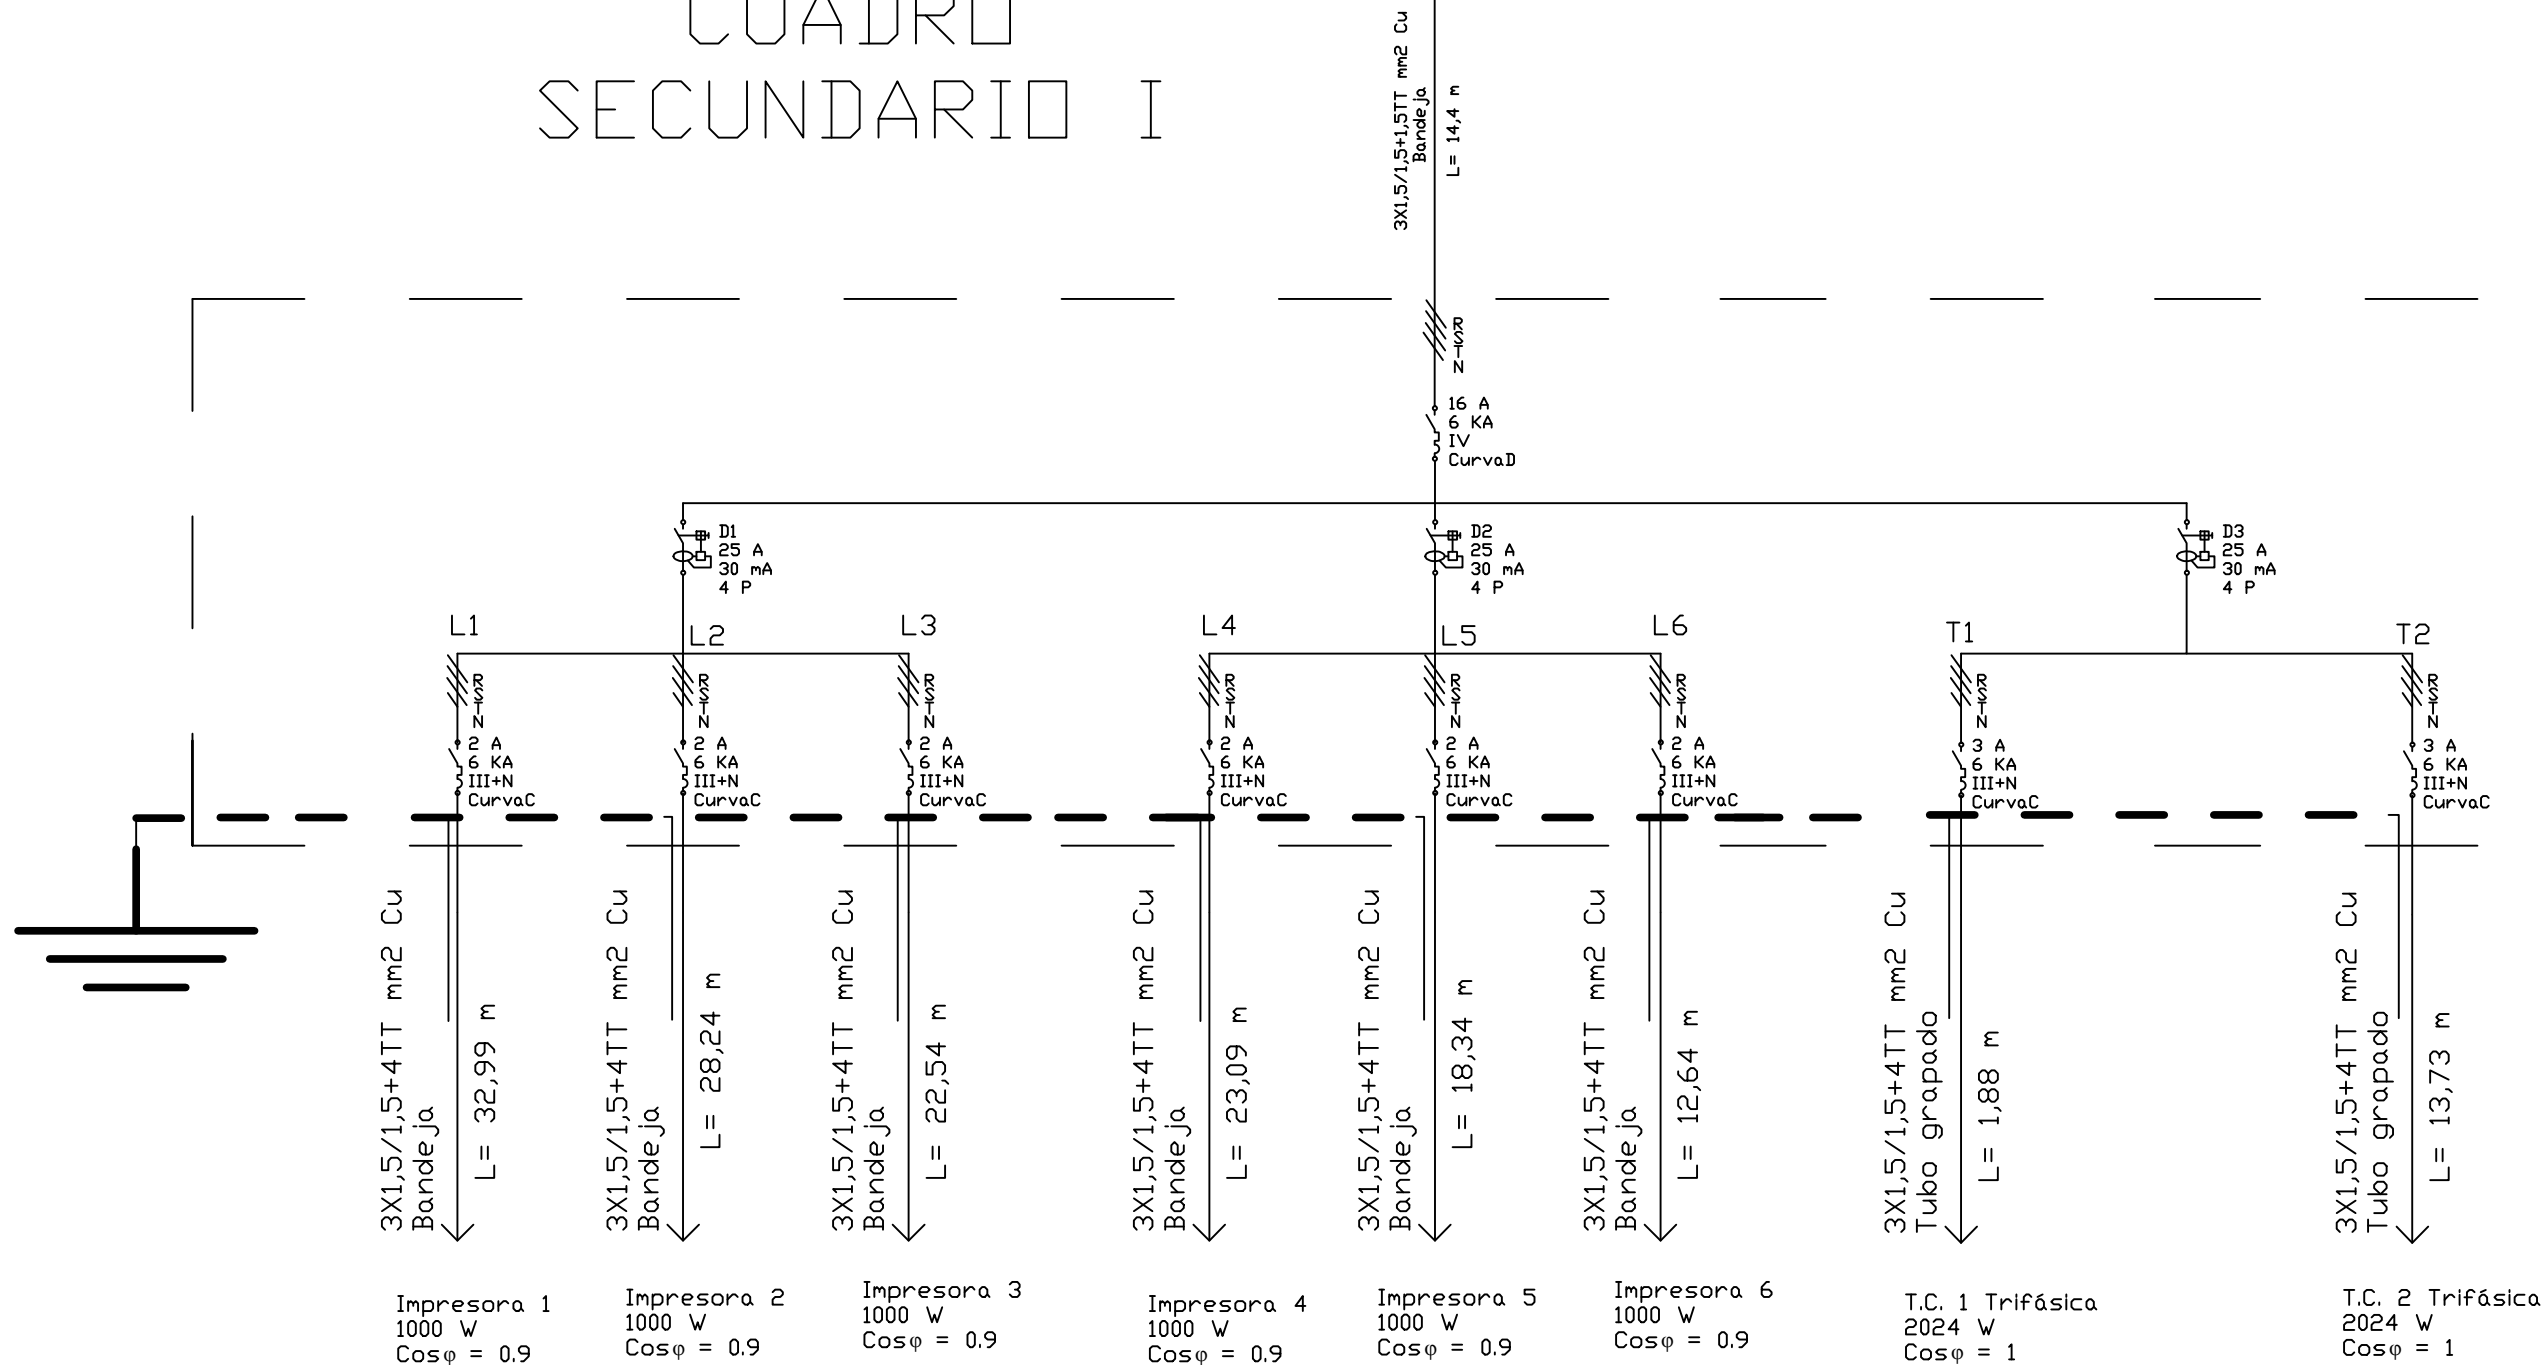 CUADRO
SECUNDARIO I
3X1,5/1,5+1,5TT mm2 Cu
Bandeja
L= 14,4 m
R
S
T
N
16 A
6 KA
IV
CurvaD
D1
25 A
30 mA
4 P
D2
25 A
30 mA
4 P
D3
25 A
30 mA
4 P
L1
R
S
T
N
2 A
6 KA
III+N
CurvaC
3X1,5/1,5+4TT mm2 Cu
Bandeja
L= 32,99 m
Impresora 1
1000 W
Cosφ = 0.9
L2
R
S
T
N
2 A
6 KA
III+N
CurvaC
3X1,5/1,5+4TT mm2 Cu
Bandeja
L= 28,24 m
Impresora 2
1000 W
Cosφ = 0.9
L3
R
S
T
N
2 A
6 KA
III+N
CurvaC
3X1,5/1,5+4TT mm2 Cu
Bandeja
L= 22,54 m
Impresora 3
1000 W
Cosφ = 0.9
L4
R
S
T
N
2 A
6 KA
III+N
CurvaC
3X1,5/1,5+4TT mm2 Cu
Bandeja
L= 23,09 m
Impresora 4
1000 W
Cosφ = 0.9
L5
R
S
T
N
2 A
6 KA
III+N
CurvaC
3X1,5/1,5+4TT mm2 Cu
Bandeja
L= 18,34 m
Impresora 5
1000 W
Cosφ = 0.9
L6
R
S
T
N
2 A
6 KA
III+N
CurvaC
3X1,5/1,5+4TT mm2 Cu
Bandeja
L= 12,64 m
Impresora 6
1000 W
Cosφ = 0.9
T1
R
S
T
N
3 A
6 KA
III+N
CurvaC
3X1,5/1,5+4TT mm2 Cu
Tubo grapado
L= 1,88 m
T.C. 1 Trifásica
2024 W
Cosφ = 1
T2
R
S
T
N
3 A
6 KA
III+N
CurvaC
3X1,5/1,5+4TT mm2 Cu
Tubo grapado
L= 13,73 m
T.C. 2 Trifásica
2024 W
Cosφ = 1